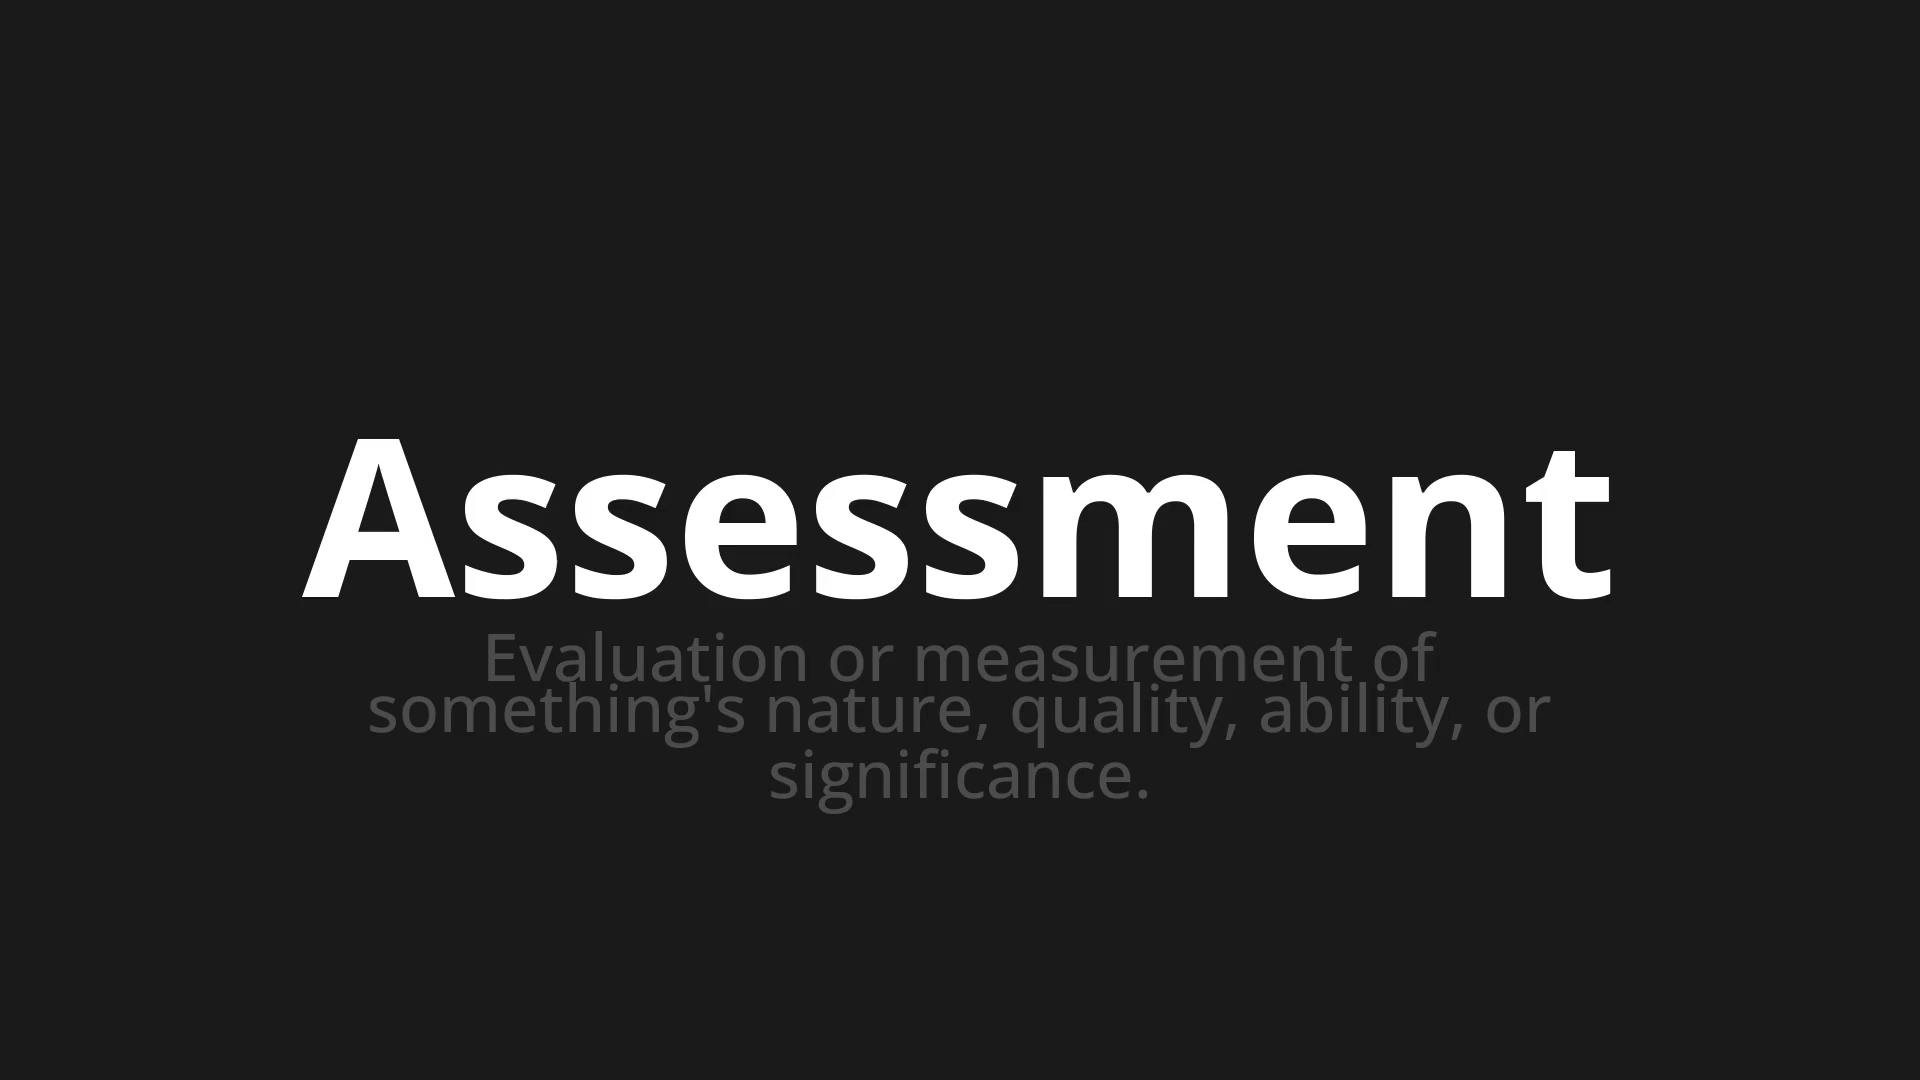 Assessment
Evaluation or measurement of
something's nature, quality, ability, or
significance.